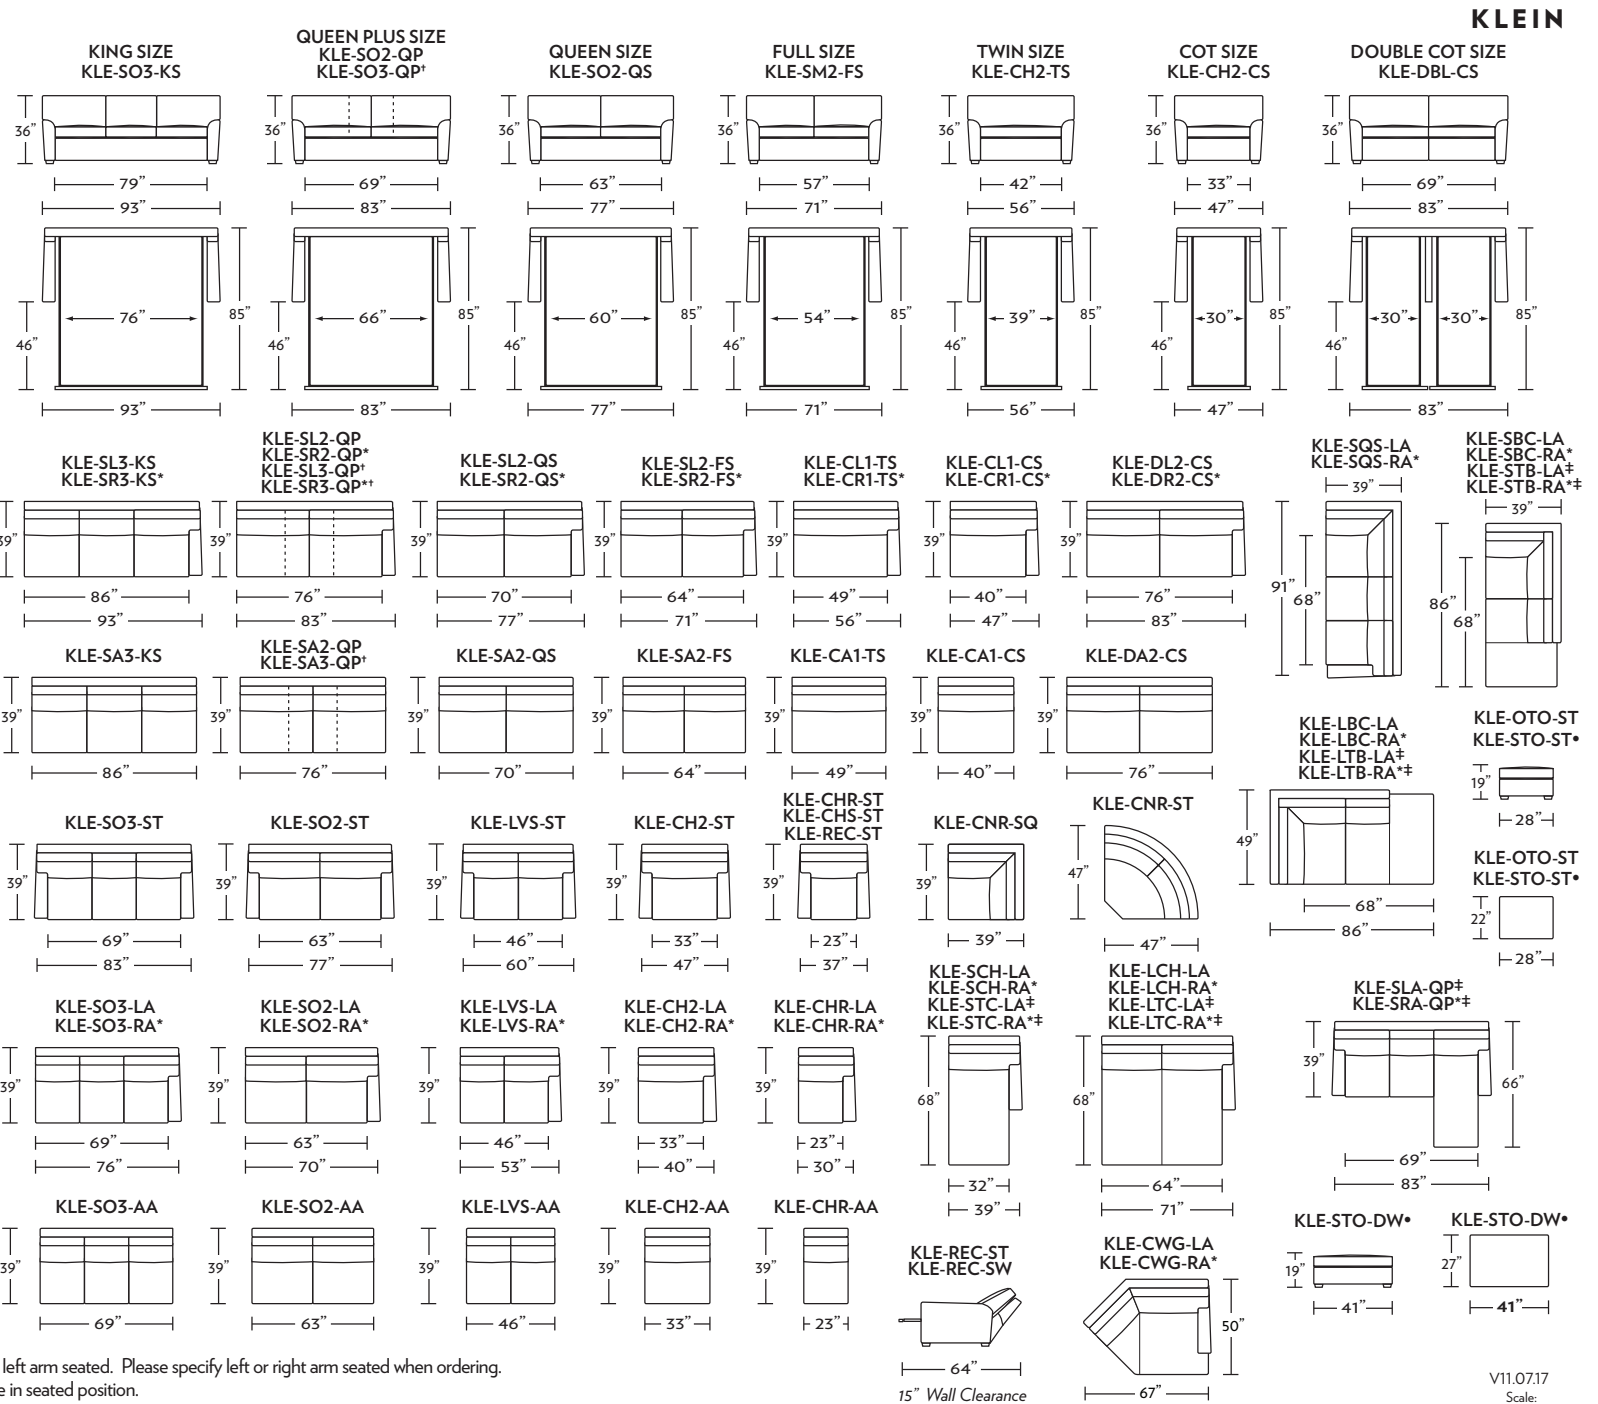 KLEIN
KING SIZE
KLE-SO3-KS
QUEEN PLUS SIZE
KLE-SO2-QP
KLE-SO3-QP†
QUEEN SIZE
KLE-SO2-QS
FULL SIZE
KLE-SM2-FS
TWIN SIZE
KLE-CH2-TS
COT SIZE
KLE-CH2-CS
DOUBLE COT SIZE
KLE-DBL-CS
36” 36” 36” 36” 36” 36” 36”
79” 69” 63” 57” 42” 33” 69”
93” 83” 77” 71” 56” 47” 83”
76” 85” 66” 85” 60” 85” 54” 85” 39” 85” 30” 85” 30” 30” 85”
46” 46” 46” 46” 46” 46” 46”
93” 83” 77” 71” 56” 47” 83”
KLE-SL3-KS
KLE-SR3-KS*
KLE-SL2-QP
KLE-SR2-QP*
KLE-SL3-QP†
KLE-SR3-QP*†
KLE-SL2-QS
KLE-SR2-QS*
KLE-SL2-FS
KLE-SR2-FS*
KLE-CL1-TS
KLE-CR1-TS*
KLE-CL1-CS
KLE-CR1-CS*
KLE-DL2-CS
KLE-DR2-CS*
39” 39” 39” 39” 39” 39” 39”
86” 76” 70” 64” 49” 40” 76”
93” 83” 77” 71” 56” 47” 83”
KLE-SQS-LA
KLE-SQS-RA*
39”
91” 68”
KLE-SBC-LA
KLE-SBC-RA*
KLE-STB-LA‡
KLE-STB-RA*‡
39”
86” 68”
KLE-SA3-KS
KLE-SA2-QP
KLE-SA3-QP†
KLE-SA2-QS
KLE-SA2-FS
KLE-CA1-TS
KLE-CA1-CS
KLE-DA2-CS
39” 39” 39” 39” 39” 39” 39”
86” 76” 70” 64” 49” 40” 76”
KLE-LBC-LA
KLE-LBC-RA*
KLE-LTB-LA‡
KLE-LTB-RA*‡
49”
68”
86”
KLE-OTO-ST
KLE-STO-ST•
19”
28”
KLE-OTO-ST
KLE-STO-ST•
22”
28”
KLE-SO3-ST
KLE-SO2-ST
KLE-LVS-ST
KLE-CH2-ST
KLE-CHR-ST
KLE-CHS-ST
KLE-REC-ST
KLE-CNR-SQ
KLE-CNR-ST
39” 39” 39” 39” 39” 39” 47”
69” 63” 46” 33” 23” 39” 47”
83” 77” 60” 47” 37”
KLE-SO3-LA
KLE-SO3-RA*
KLE-SO2-LA
KLE-SO2-RA*
KLE-LVS-LA
KLE-LVS-RA*
KLE-CH2-LA
KLE-CH2-RA*
KLE-CHR-LA
KLE-CHR-RA*
39” 39” 39” 39” 39”
69” 63” 46” 33” 23”
76” 70” 53” 40” 30”
KLE-SCH-LA
KLE-SCH-RA*
KLE-STC-LA‡
KLE-STC-RA*‡
68”
32”
39”
KLE-LCH-LA
KLE-LCH-RA*
KLE-LTC-LA‡
KLE-LTC-RA*‡
68”
64”
71”
KLE-SLA-QP‡
KLE-SRA-QP*‡
39” 66”
69”
83”
KLE-SO3-AA
KLE-SO2-AA
KLE-LVS-AA
KLE-CH2-AA
KLE-CHR-AA
39” 39” 39” 39” 39”
69” 63” 46” 33” 23”
KLE-REC-ST
KLE-REC-SW
64”
15” Wall Clearance
KLE-CWG-LA
KLE-CWG-RA*
50”
67”
KLE-STO-DW•
19”
41”
KLE-STO-DW•
27”
41”
left arm seated. Please specify left or right arm seated when ordering.
e in seated position.
V11.07.17
Scale: